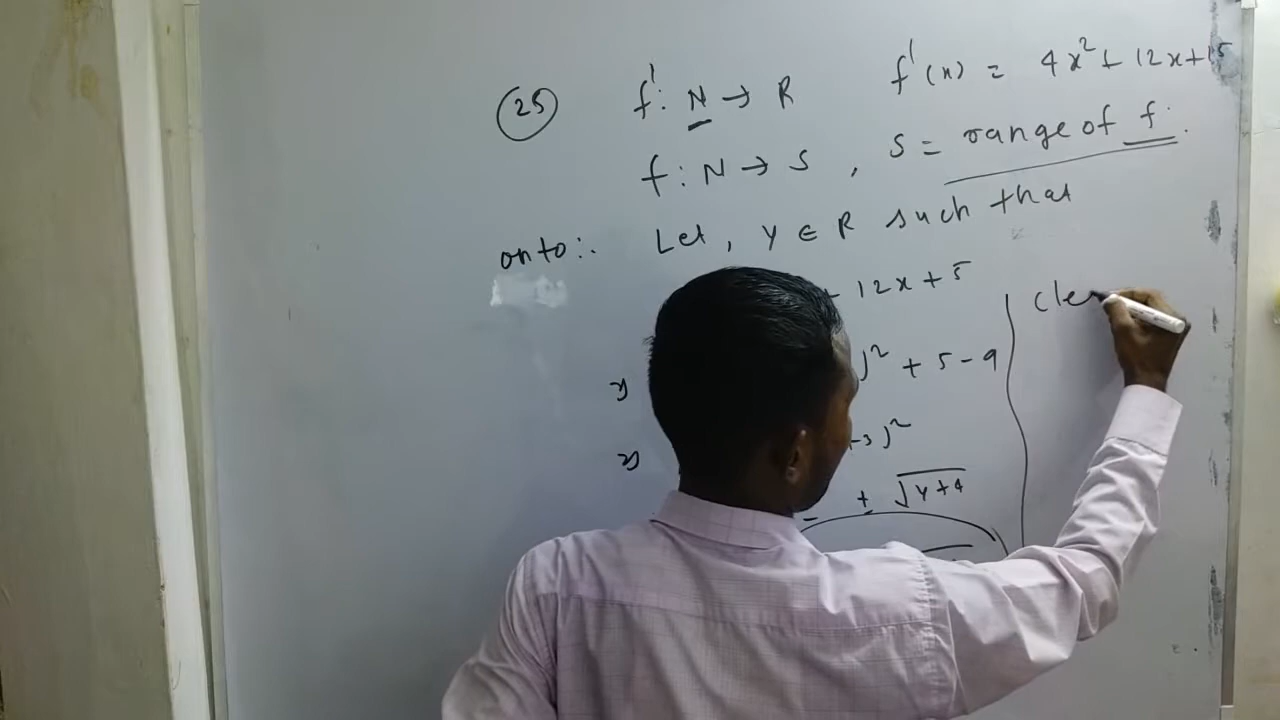 (25) f': N → R f'(x) = 4x² + 12x + 15
f : N → S , S = range of f.
onto:- Let, Y ∈ R such that
+ 12x + 5
)² + 5 - 9
-3)²
± √Y+4
Cle